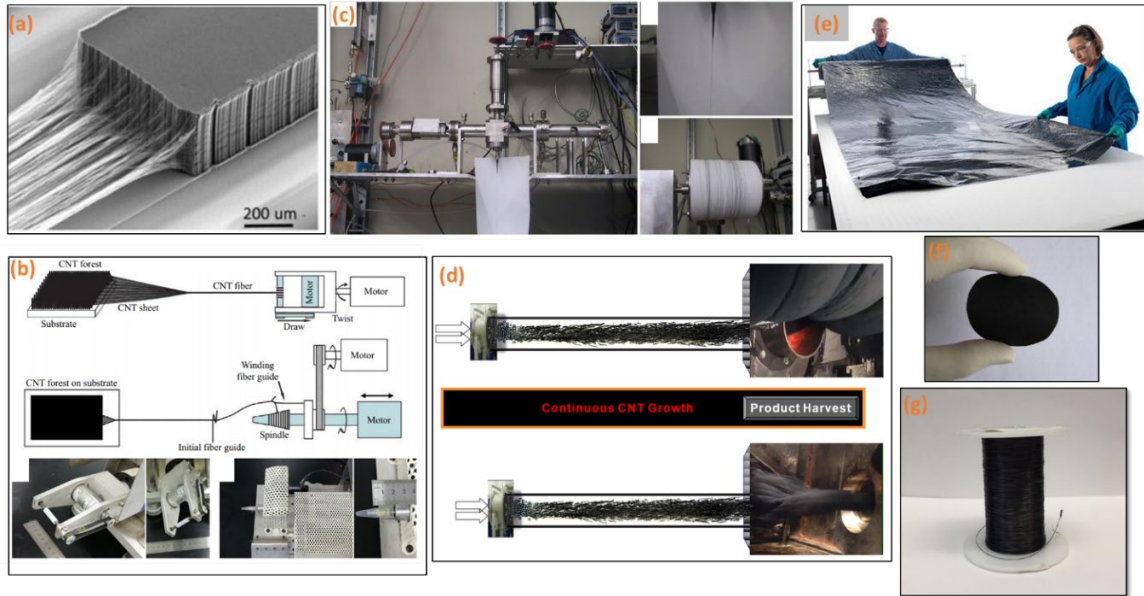 (a)
200 um
(b)
CNT forest
CNT fiber
CNT sheet
Substrate
Motor
Draw
Twist
Motor
CNT forest on substrate
Winding
fiber guide
Motor
Spindle
Motor
Initial fiber guide
(c)
(d)
Continuous CNT Growth
Product Harvest
(e)
(f)
(g)